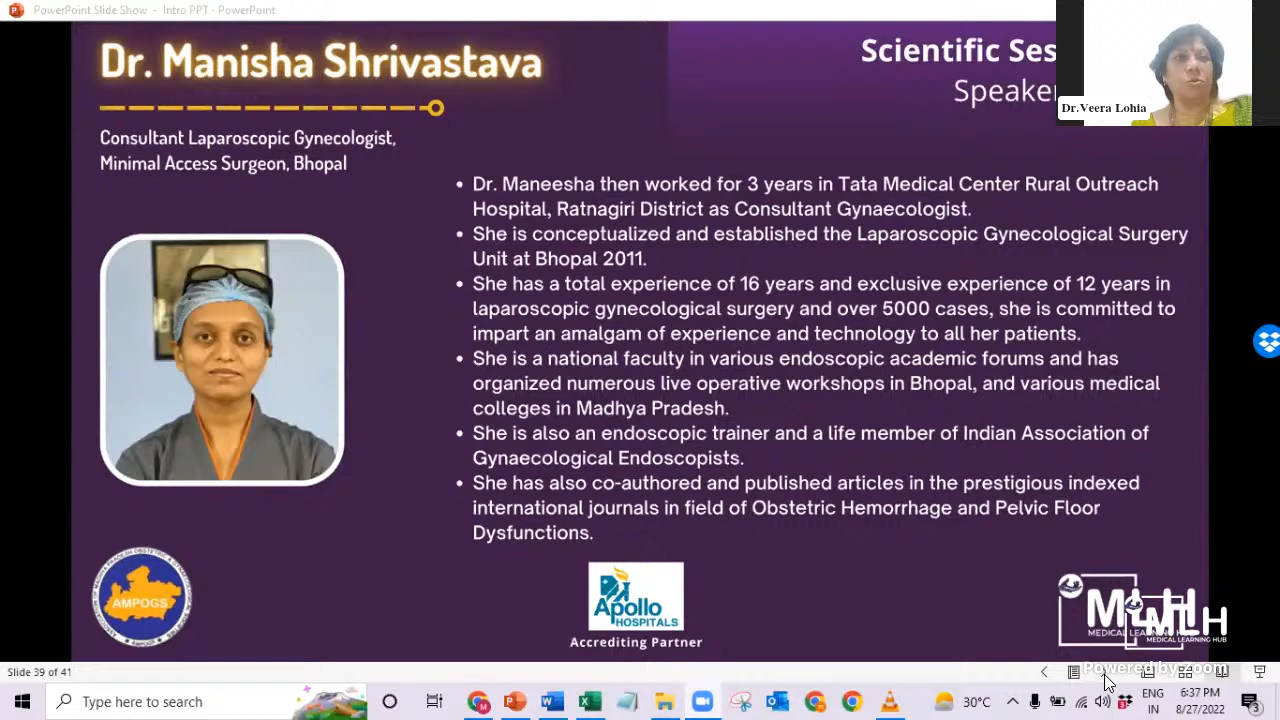 PowerPoint Slide Show - Intro PPT - PowerPoint
Dr. Manisha Shrivastava
Scientific Ses
Speaker
Dr.Veera Lohia
Consultant Laparoscopic Gynecologist,
Minimal Access Surgeon, Bhopal
• Dr. Maneesha then worked for 3 years in Tata Medical Center Rural Outreach
Hospital, Ratnagiri District as Consultant Gynaecologist.
• She is conceptualized and established the Laparoscopic Gynecological Surgery
Unit at Bhopal 2011.
• She has a total experience of 16 years and exclusive experience of 12 years in
laparoscopic gynecological surgery and over 5000 cases, she is committed to
impart an amalgam of experience and technology to all her patients.
• She is a national faculty in various endoscopic academic forums and has
organized numerous live operative workshops in Bhopal, and various medical
colleges in Madhya Pradesh.
• She is also an endoscopic trainer and a life member of Indian Association of
Gynaecological Endoscopists.
• She has also co-authored and published articles in the prestigious indexed
international journals in field of Obstetric Hemorrhage and Pelvic Floor
Dysfunctions.
AMPOGS
Apollo
HOSPITALS
Accrediting Partner
MLH
MEDICAL LEARNING HUB
Powered by Zoom
Slide 39 of 41
Type here to search
30°C
ENG
IN
6:37 PM
8/27/2022
3